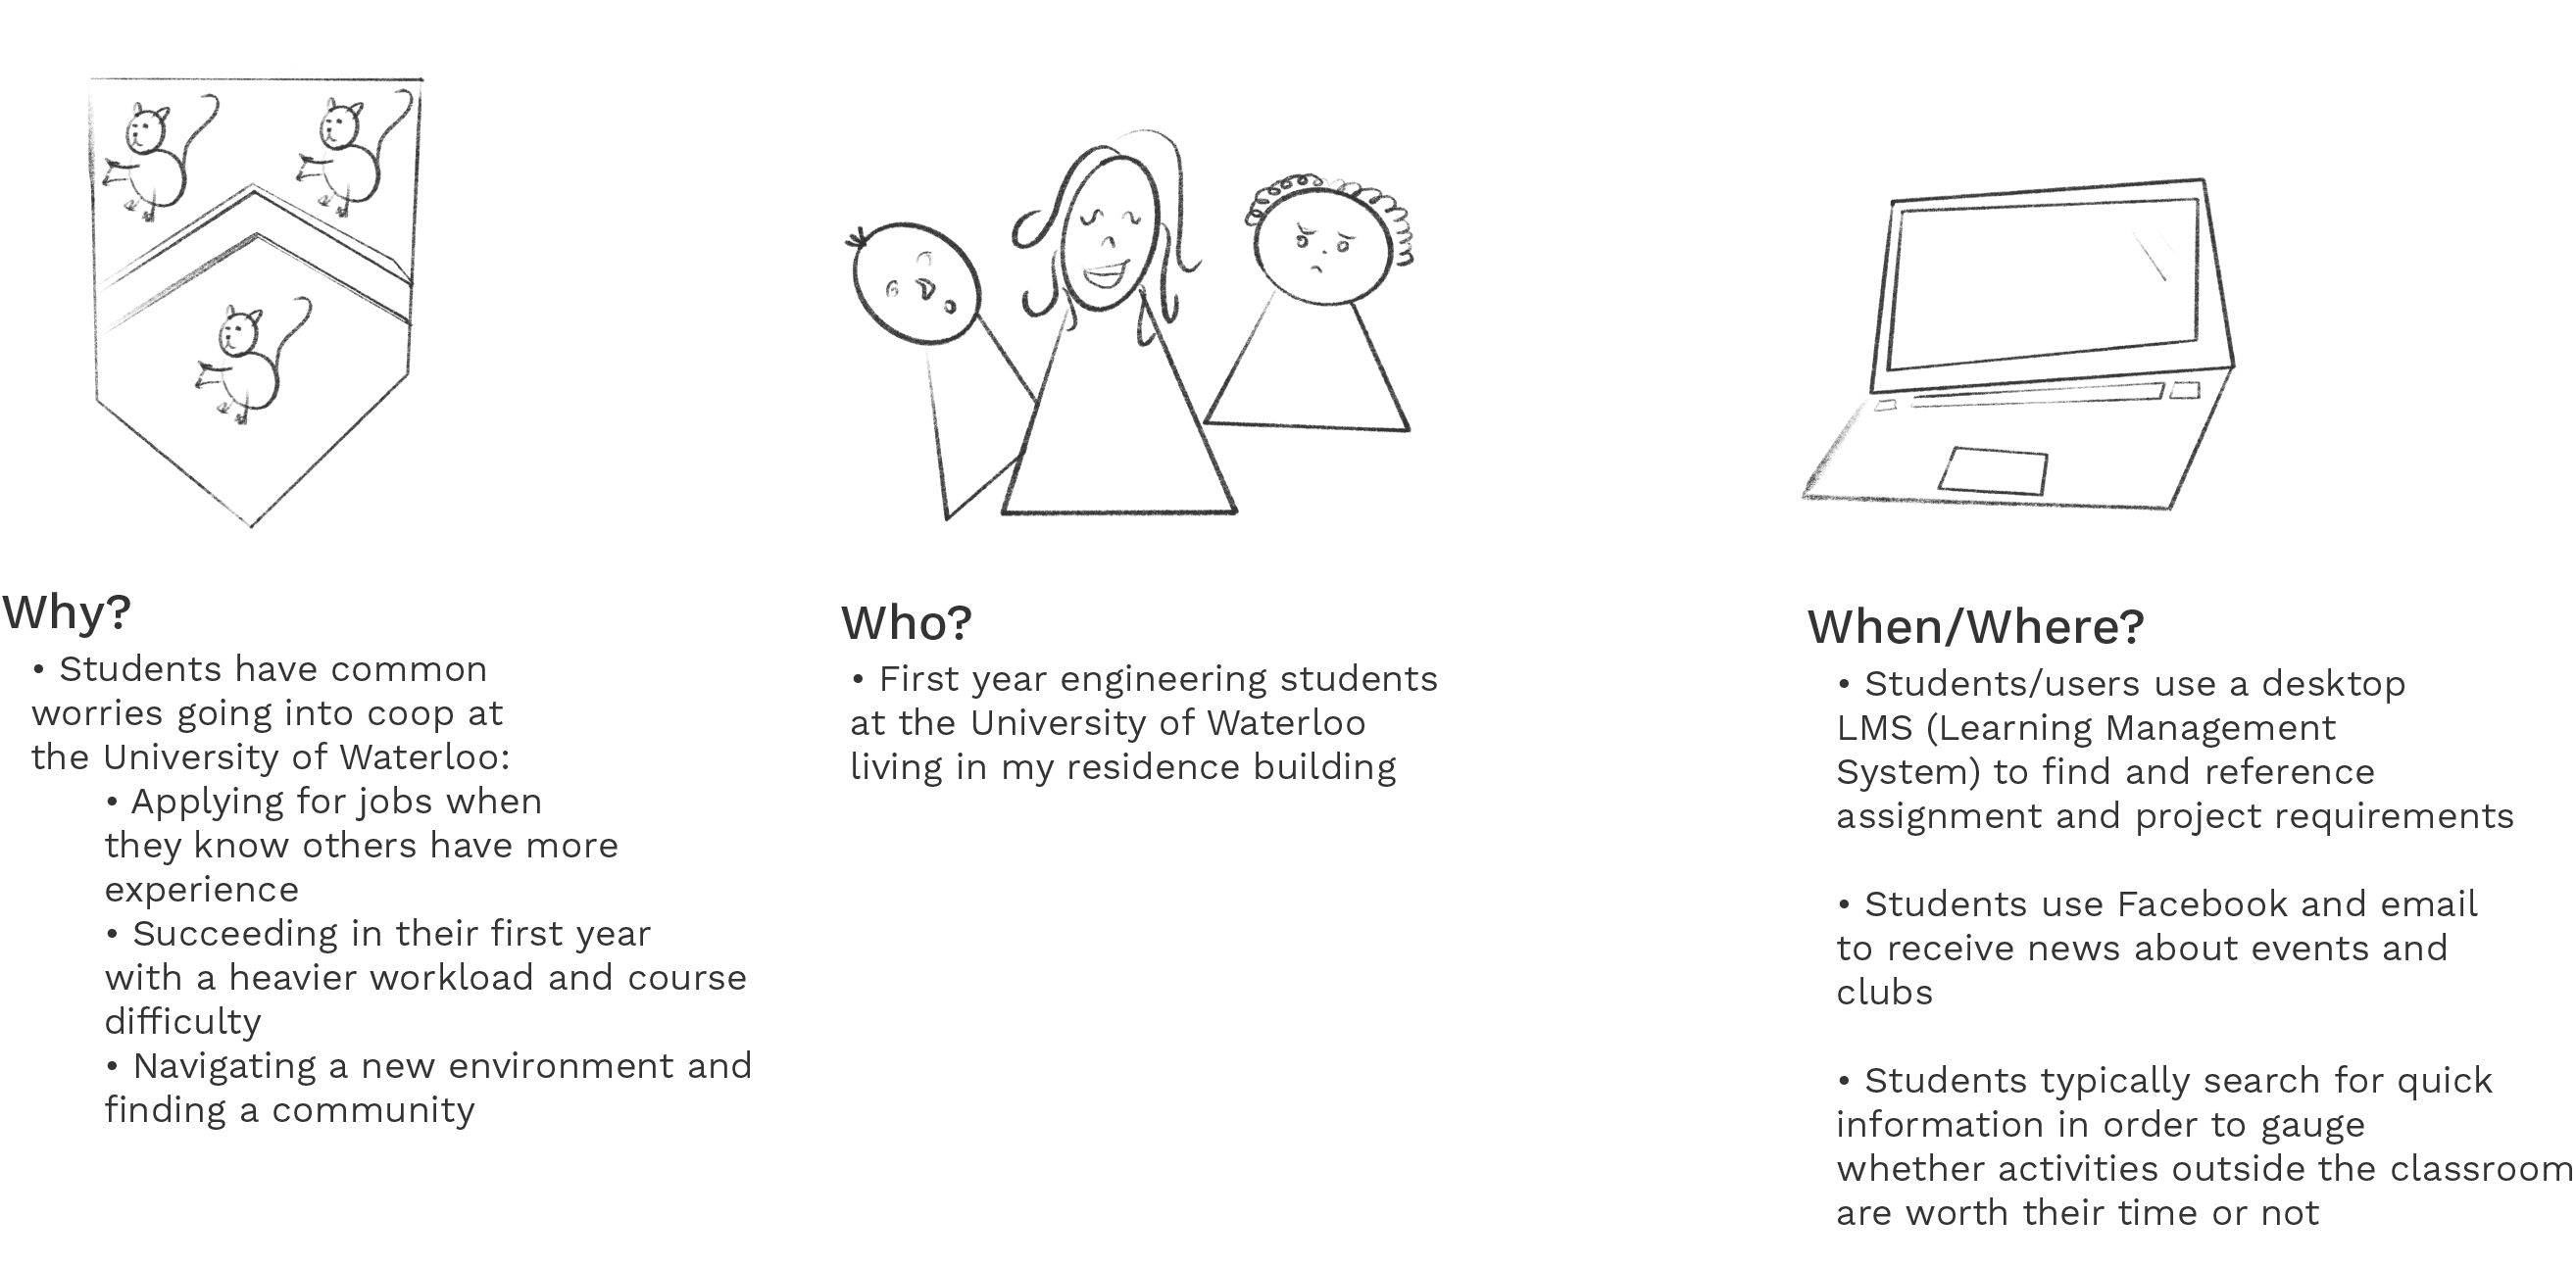 Why?
• Students have common
worries going into coop at
the University of Waterloo:
• Applying for jobs when
they know others have more
experience
• Succeeding in their first year
with a heavier workload and course
difficulty
• Navigating a new environment and
finding a community
Who?
• First year engineering students
at the University of Waterloo
living in my residence building
When/Where?
• Students/users use a desktop
LMS (Learning Management
System) to find and reference
assignment and project requirements
• Students use Facebook and email
to receive news about events and
clubs
• Students typically search for quick
information in order to gauge
whether activities outside the classroom
are worth their time or not